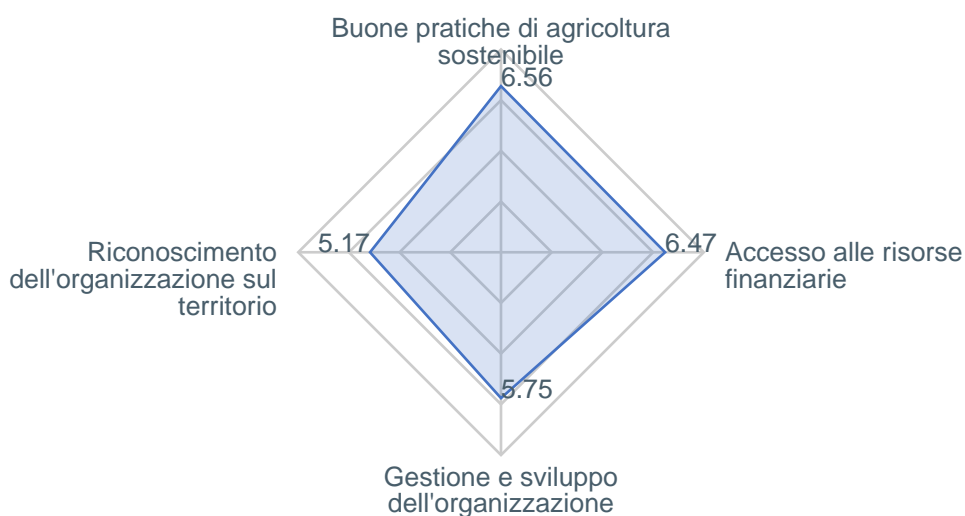 Buone pratiche di agricoltura
sostenibile
6.56
Riconoscimento
dell'organizzazione sul
territorio
5.17
6.47
Accesso alle risorse
finanziarie
5.75
Gestione e sviluppo
dell'organizzazione